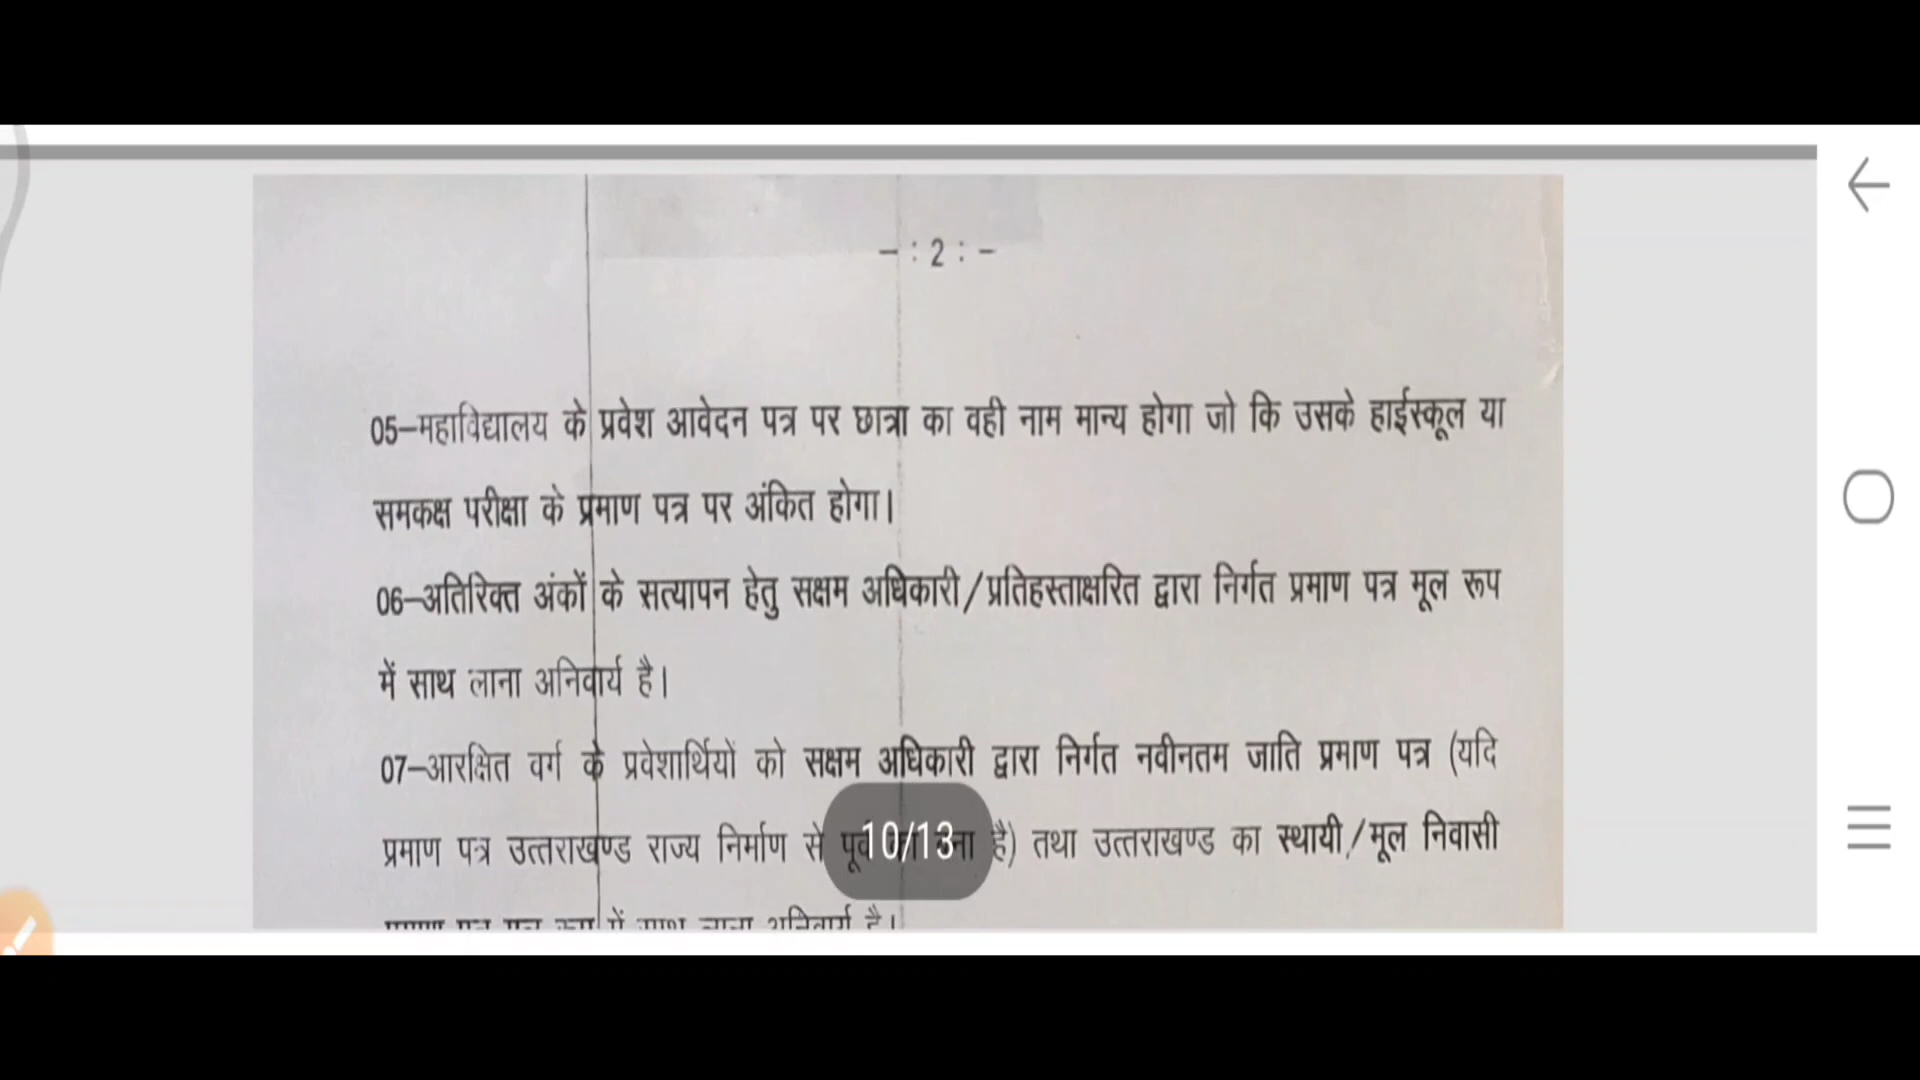 - : 2 : -
05-महाविद्यालय के प्रवेश आवेदन पत्र पर छात्रा का वही नाम मान्य होगा जो कि उसके हाईस्कूल या
समकक्ष परीक्षा के प्रमाण पत्र पर अंकित होगा।
06-अतिरिक्त अंकों के सत्यापन हेतु सक्षम अधिकारी/प्रतिहस्ताक्षरित द्वारा निर्गत प्रमाण पत्र मूल रूप
में साथ लाना अनिवार्य है।
07-आरक्षित वर्ग के प्रवेशार्थियों को सक्षम अधिकारी द्वारा निर्गत नवीनतम जाति प्रमाण पत्र (यदि
प्रमाण पत्र उत्तराखण्ड राज्य निर्माण से पूर्व है) तथा उत्तराखण्ड का स्थायी/मूल निवासी
10/13
में साथ लाना अनिवार्य है।